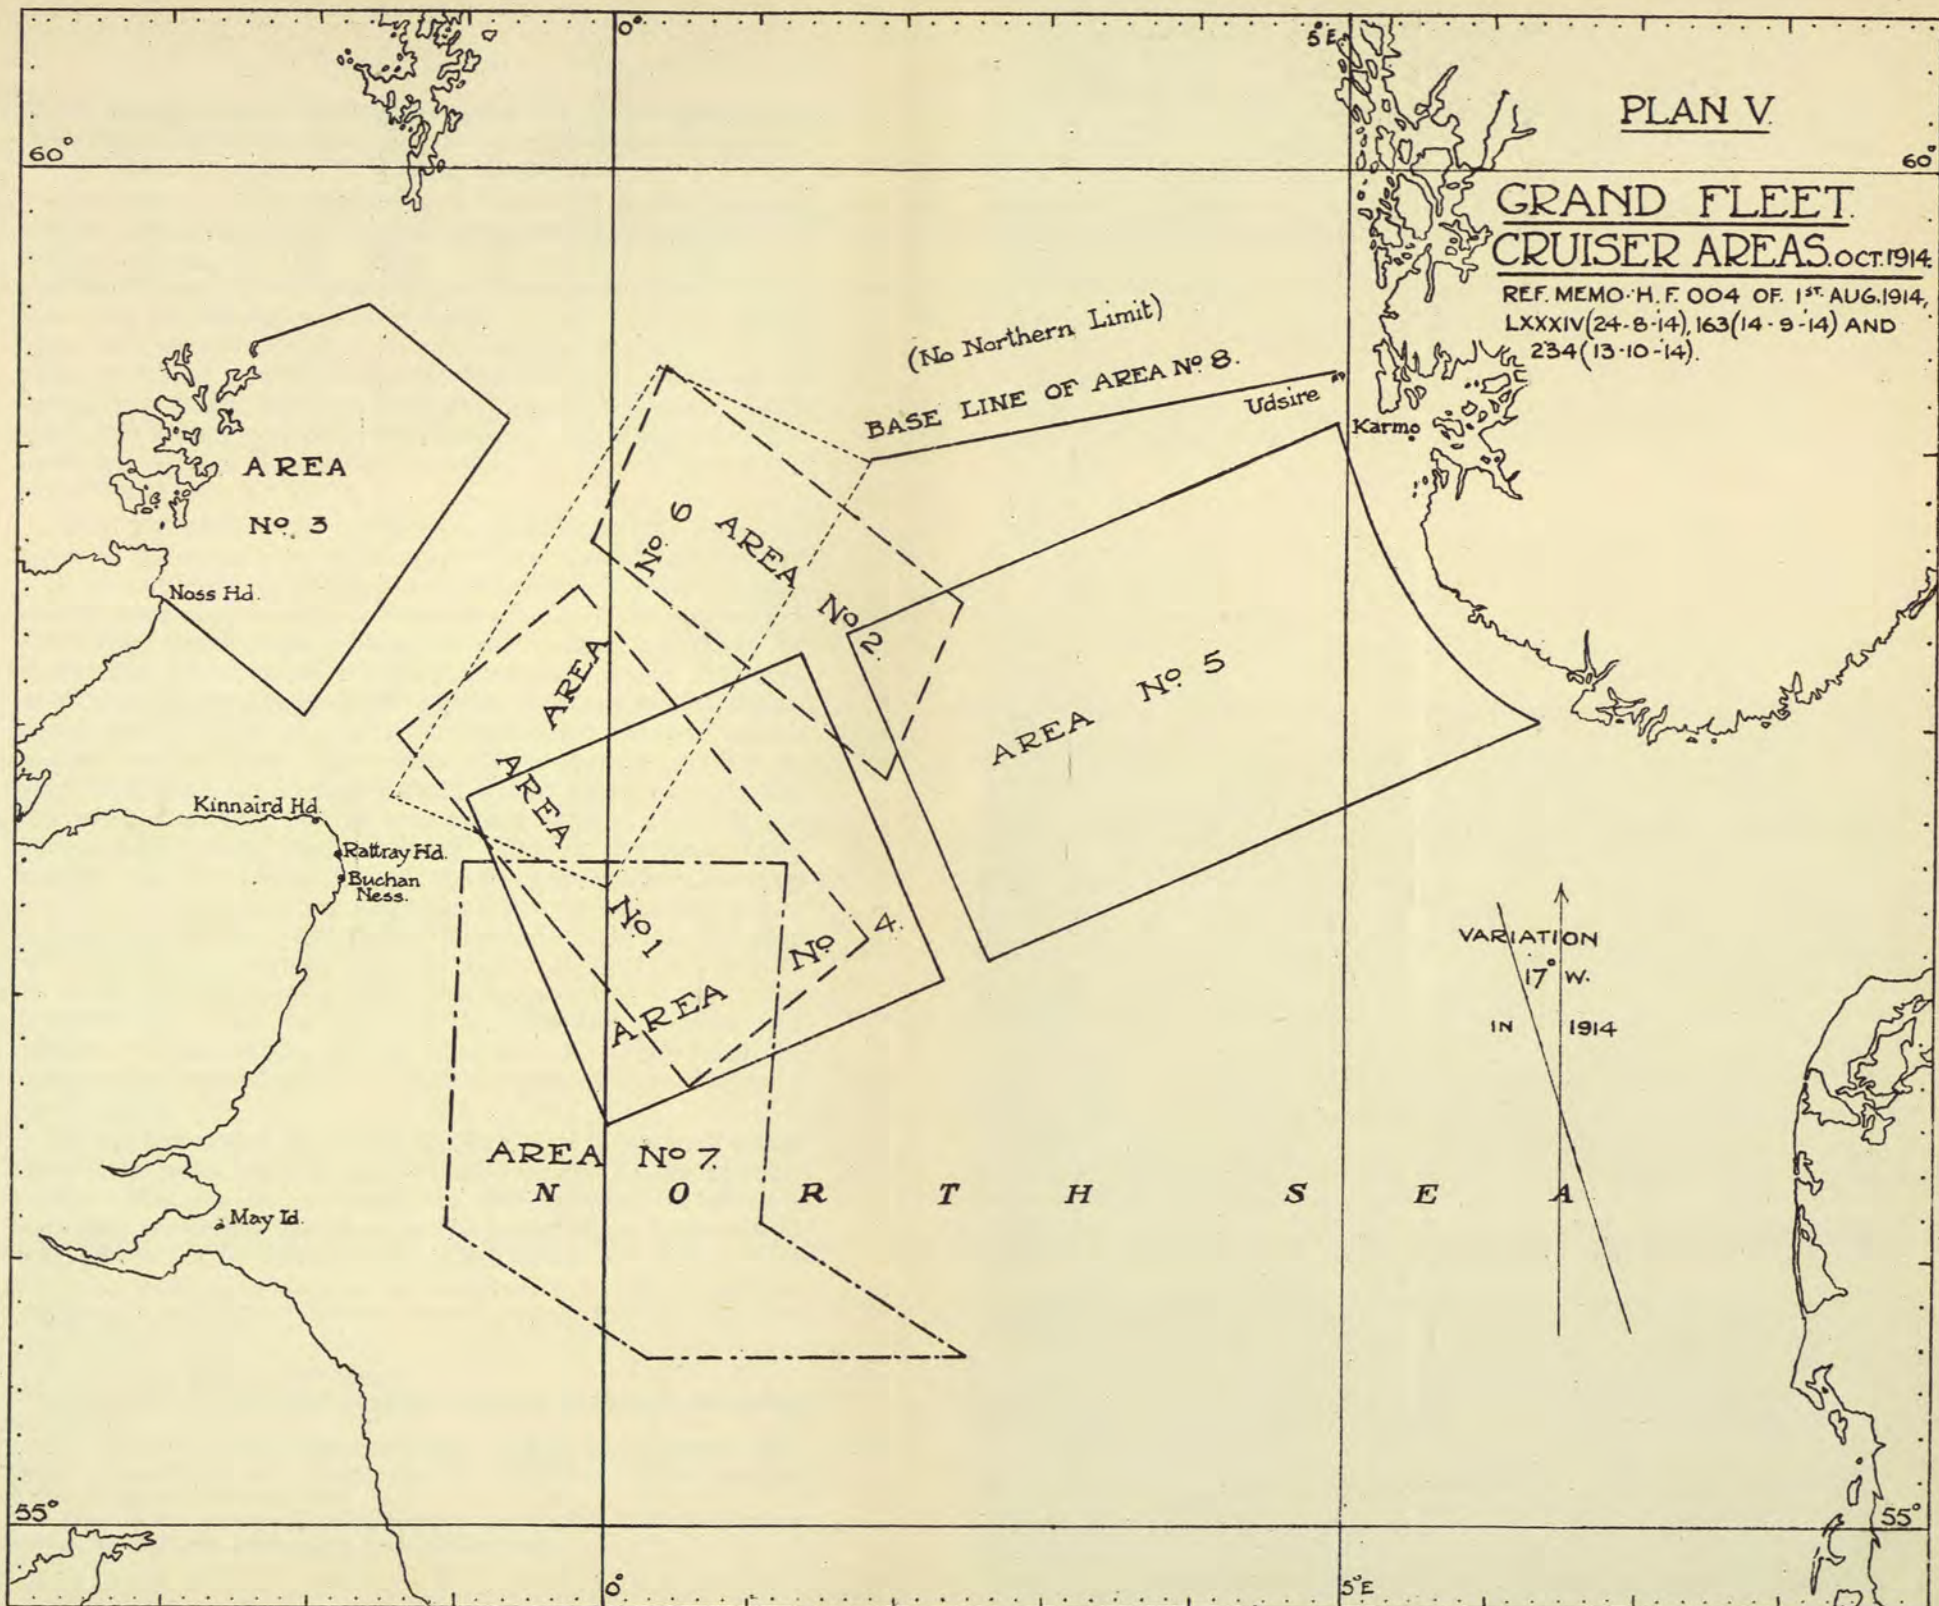 0°
5°E
PLAN V.
60°
60°
GRAND FLEET.
CRUISER AREAS. OCT. 1914.
REF. MEMO. H. F. 004 OF 1ST. AUG. 1914,
LXXXIV (24-8-14), 163 (14-9-14) AND
234 (13-10-14).
(No Northern Limit)
BASE LINE OF AREA No 8.
Udsire
Karmo
AREA
No. 3
No. 6
AREA
No 2.
Noss Hd.
AREA
AREA No 5
AREA
No 1
Kinnaird Hd.
Rattray Hd.
Buchan
Ness.
AREA No 4.
VARIATION
17° W.
IN 1914
AREA No 7.
NORTH SEA
May Id.
55°
55°
0°
5°E